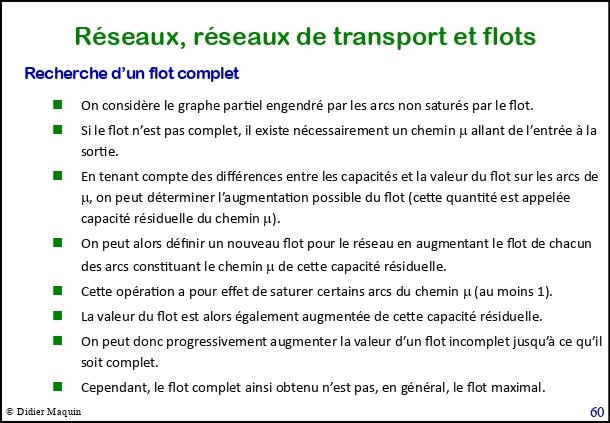 Réseaux, réseaux de transport et flots
Recherche d'un flot complet
On considère le graphe partiel engendré par les arcs non saturés par le flot.
Si le flot n'est pas complet, il existe nécessairement un chemin μ allant de l'entrée à la
sortie.
En tenant compte des différences entre les capacités et la valeur du flot sur les arcs de
μ, on peut déterminer l'augmentation possible du flot (cette quantité est appelée
capacité résiduelle du chemin μ).
On peut alors définir un nouveau flot pour le réseau en augmentant le flot de chacun
des arcs constituant le chemin μ de cette capacité résiduelle.
Cette opération a pour effet de saturer certains arcs du chemin μ (au moins 1).
La valeur du flot est alors également augmentée de cette capacité résiduelle.
On peut donc progressivement augmenter la valeur d'un flot incomplet jusqu'à ce qu'il
soit complet.
Cependant, le flot complet ainsi obtenu n'est pas, en général, le flot maximal.
© Didier Maquin
60